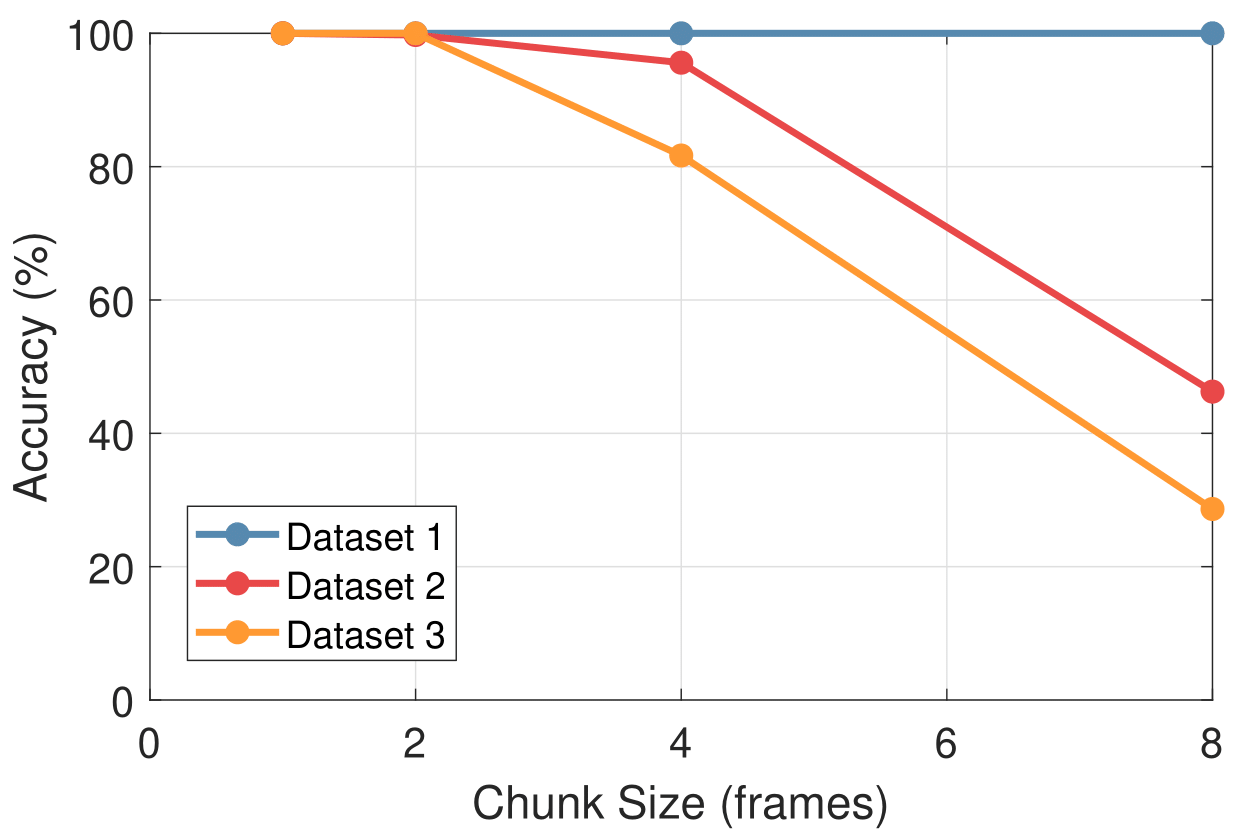 100
80
60
40
20
0
Accuracy (%)
Dataset 1
Dataset 2
Dataset 3
0 2 4 6 8
Chunk Size (frames)